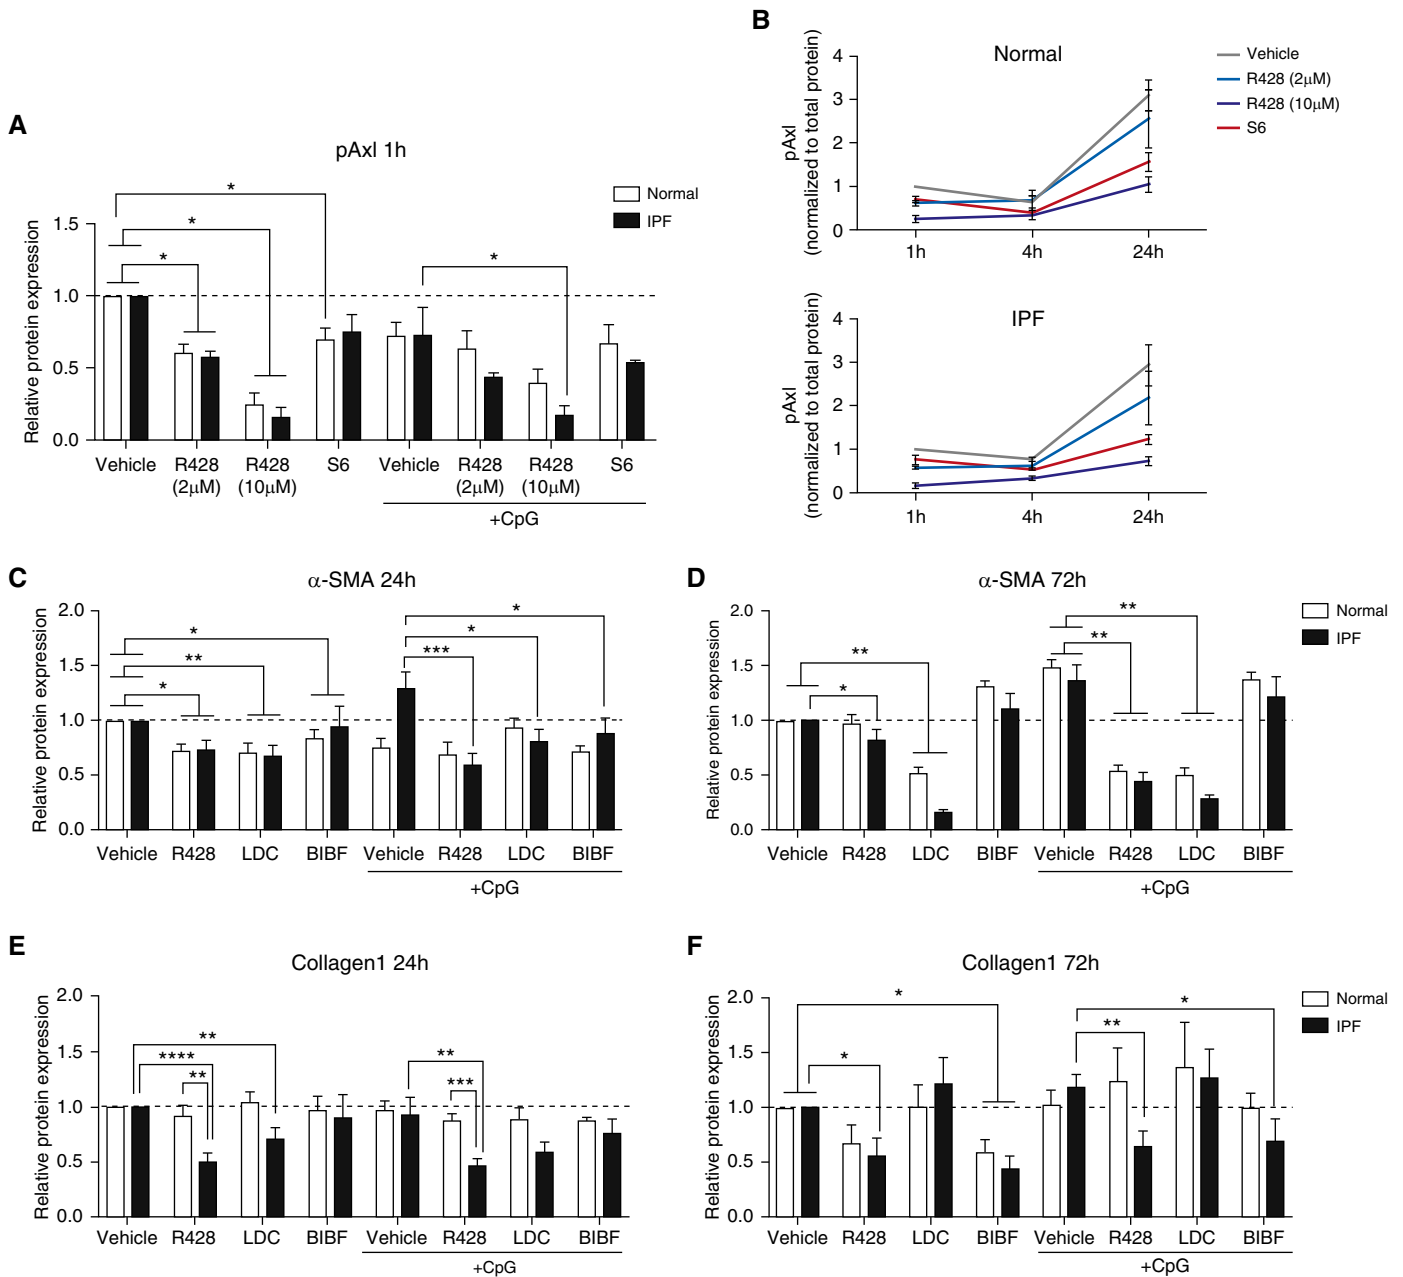 A
pAxl 1h
Normal
IPF
Relative protein expression
1.5
1.0
0.5
0.0
*
*
*
*
Vehicle
R428
(2μM)
R428
(10μM)
S6
Vehicle
R428
(2μM)
R428
(10μM)
S6
+CpG
B
Normal
pAxl
(normalized to total protein)
4
3
2
1
0
1h
4h
24h
Vehicle
R428 (2μM)
R428 (10μM)
S6
IPF
pAxl
(normalized to total protein)
4
3
2
1
0
1h
4h
24h
C
α-SMA 24h
Relative protein expression
2.0
1.5
1.0
0.5
0.0
*
**
*
*
*
***
Vehicle
R428
LDC
BIBF
Vehicle
R428
LDC
BIBF
+CpG
D
α-SMA 72h
Normal
IPF
Relative protein expression
2.0
1.5
1.0
0.5
0.0
**
*
**
**
Vehicle
R428
LDC
BIBF
Vehicle
R428
LDC
BIBF
+CpG
E
Collagen1 24h
Relative protein expression
2.0
1.5
1.0
0.5
0.0
**
****
**
**
***
Vehicle
R428
LDC
BIBF
Vehicle
R428
LDC
BIBF
+CpG
F
Collagen1 72h
Normal
IPF
Relative protein expression
2.0
1.5
1.0
0.5
0.0
*
*
*
**
Vehicle
R428
LDC
BIBF
Vehicle
R428
LDC
BIBF
+CpG